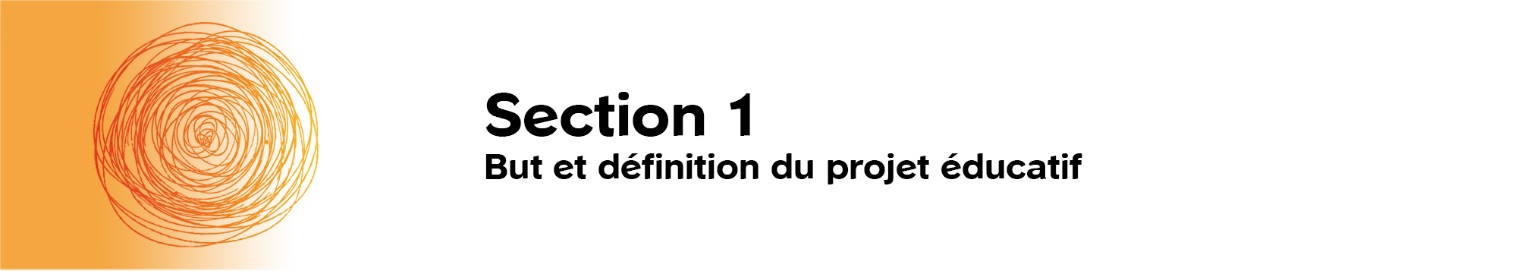 Section 1
But et définition du projet éducatif